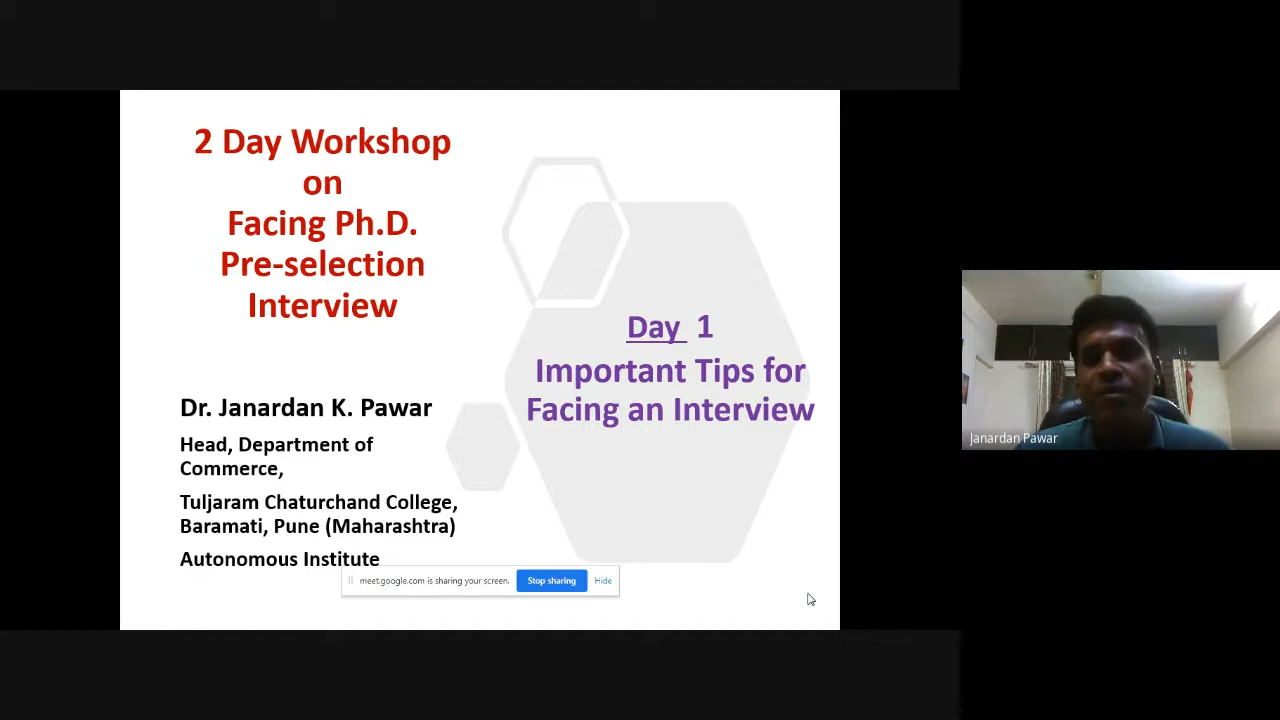 2 Day Workshop
on
Facing Ph.D.
Pre-selection
Interview
Day 1
Important Tips for
Facing an Interview
Dr. Janardan K. Pawar
Head, Department of
Commerce,
Tuljaram Chaturchand College,
Baramati, Pune (Maharashtra)
Autonomous Institute
meet.google.com is sharing your screen.
Stop sharing
Hide
Janardan Pawar